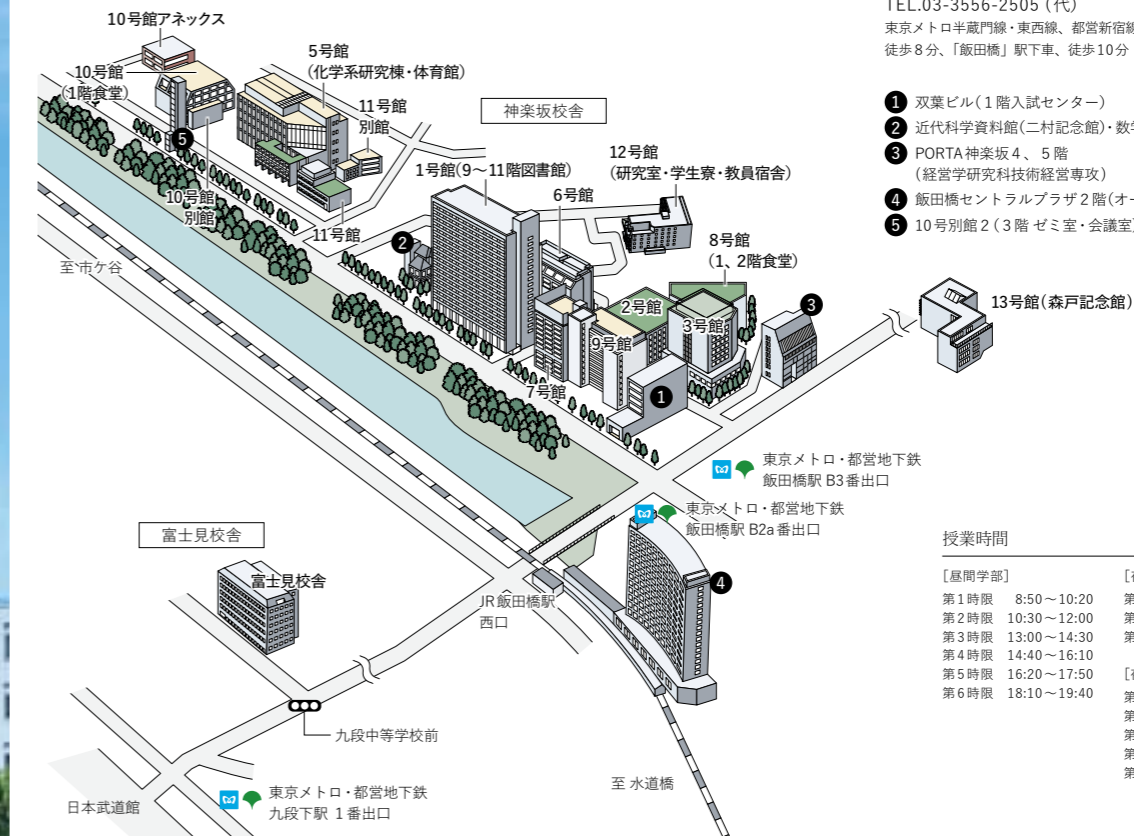 TEL.03-3556-2505(代)
東京メトロ半蔵門線・東西線、都営新宿線
徒歩8分、「飯田橋」駅下車、徒歩10分
❶ 双葉ビル(1階入試センター)
❷ 近代科学資料館(二村記念館)・数学
❸ PORTA神楽坂4、5階
(経営学研究科技術経営専攻)
❹ 飯田橋セントラルプラザ2階(オー
❺ 10号別館2(3階 ゼミ室・会議室)
10号館アネックス
10号館
(1階食堂)
5号館
(化学系研究棟・体育館)
11号館
別館
神楽坂校舎
❺
10号館
別館
11号館
1号館(9〜11階図書館)
6号館
12号館
(研究室・学生寮・教員宿舎)
❷
8号館
(1、2階食堂)
至 市ケ谷
2号館
3号館
❸
13号館(森戸記念館)
9号館
7号館
❶
東京メトロ・都営地下鉄
飯田橋駅 B3番出口
東京メトロ・都営地下鉄
飯田橋駅 B2a番出口
富士見校舎
富士見校舎
JR飯田橋駅
西口
❹
九段中等学校前
至 水道橋
日本武道館
東京メトロ・都営地下鉄
九段下駅 1番出口
授業時間
[昼間学部]
第1時限 8:50〜10:20
第2時限 10:30〜12:00
第3時限 13:00〜14:30
第4時限 14:40〜16:10
第5時限 16:20〜17:50
第6時限 18:10〜19:40
第
第
第
第
第
第
第
第